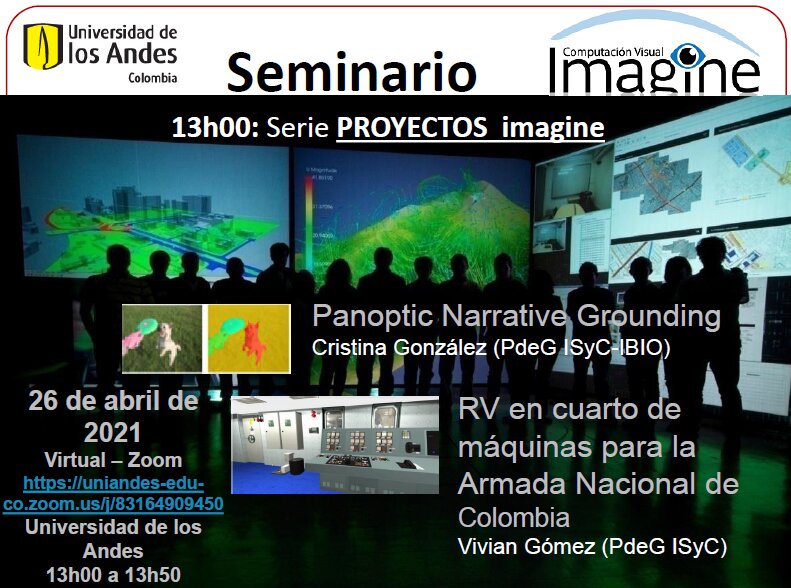 Universidad de
los Andes
Colombia
Seminario
Computación Visual
Imagine
13h00: Serie PROYECTOS imagine
Panoptic Narrative Grounding
Cristina González (PdeG ISyC-IBIO)
26 de abril de
2021
Virtual – Zoom
https://uniandes-edu-
co.zoom.us/j/83164909450
Universidad de los
Andes
13h00 a 13h50
RV en cuarto de
máquinas para la
Armada Nacional de
Colombia
Vivian Gómez (PdeG ISyC)